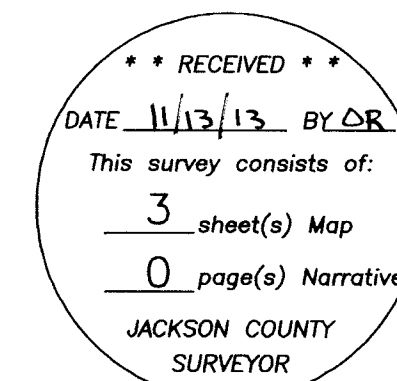 * * RECEIVED * *
DATE 11/13/13 BY DR
This survey consists of:
3 sheet(s) Map
0 page(s) Narrative
JACKSON COUNTY
SURVEYOR